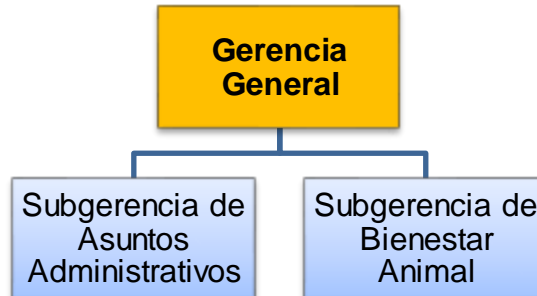 Gerencia
General
Subgerencia de
Asuntos
Administrativos
Subgerencia de
Bienestar
Animal